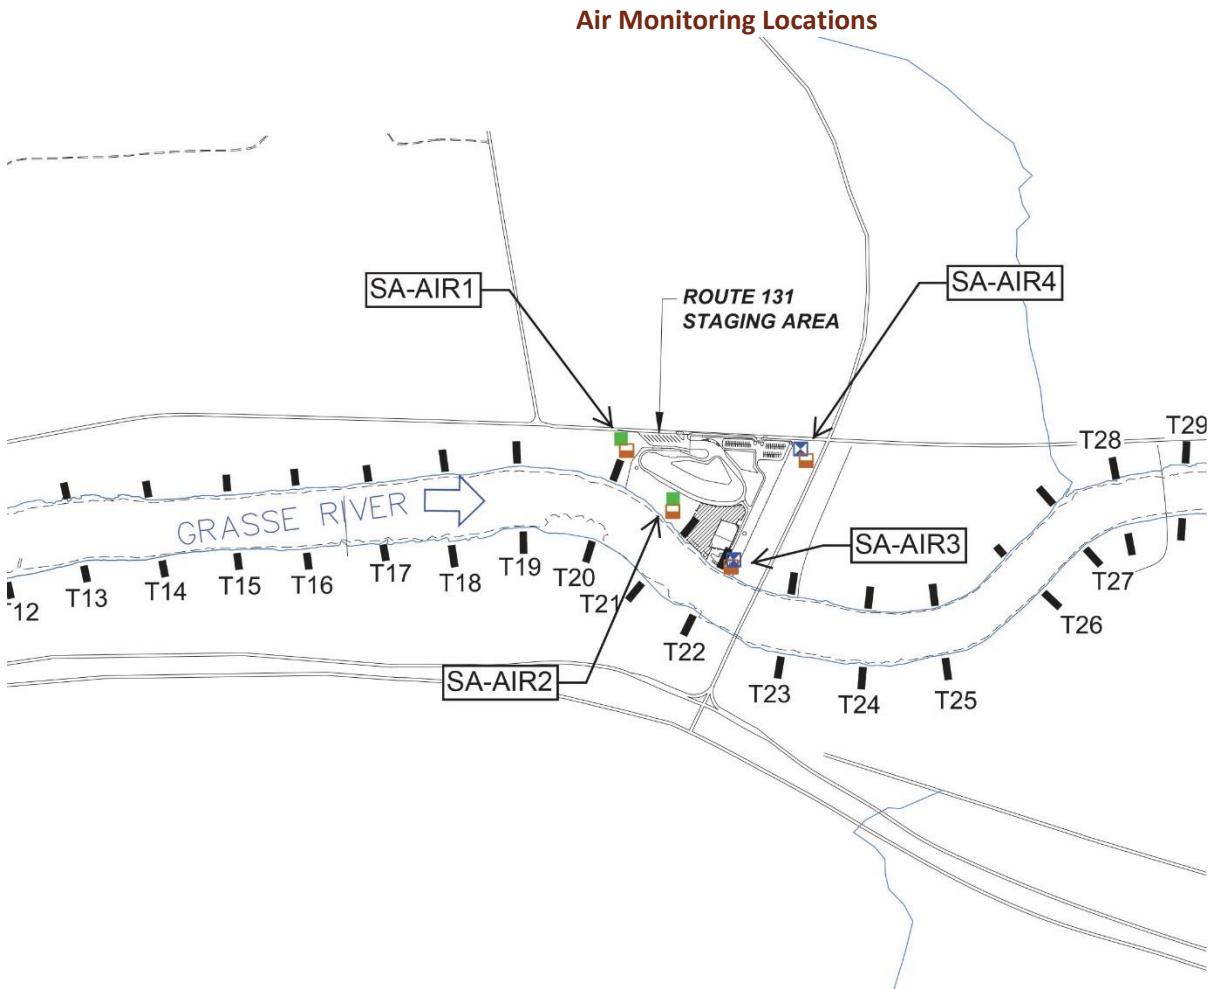 Air Monitoring Locations
SA-AIR1
ROUTE 131
STAGING AREA
SA-AIR4
T28
T29
GRASSE RIVER
SA-AIR3
T12
T13
T14
T15
T16
T17
T18
T19
T20
T21
T22
T23
T24
T25
T26
T27
SA-AIR2